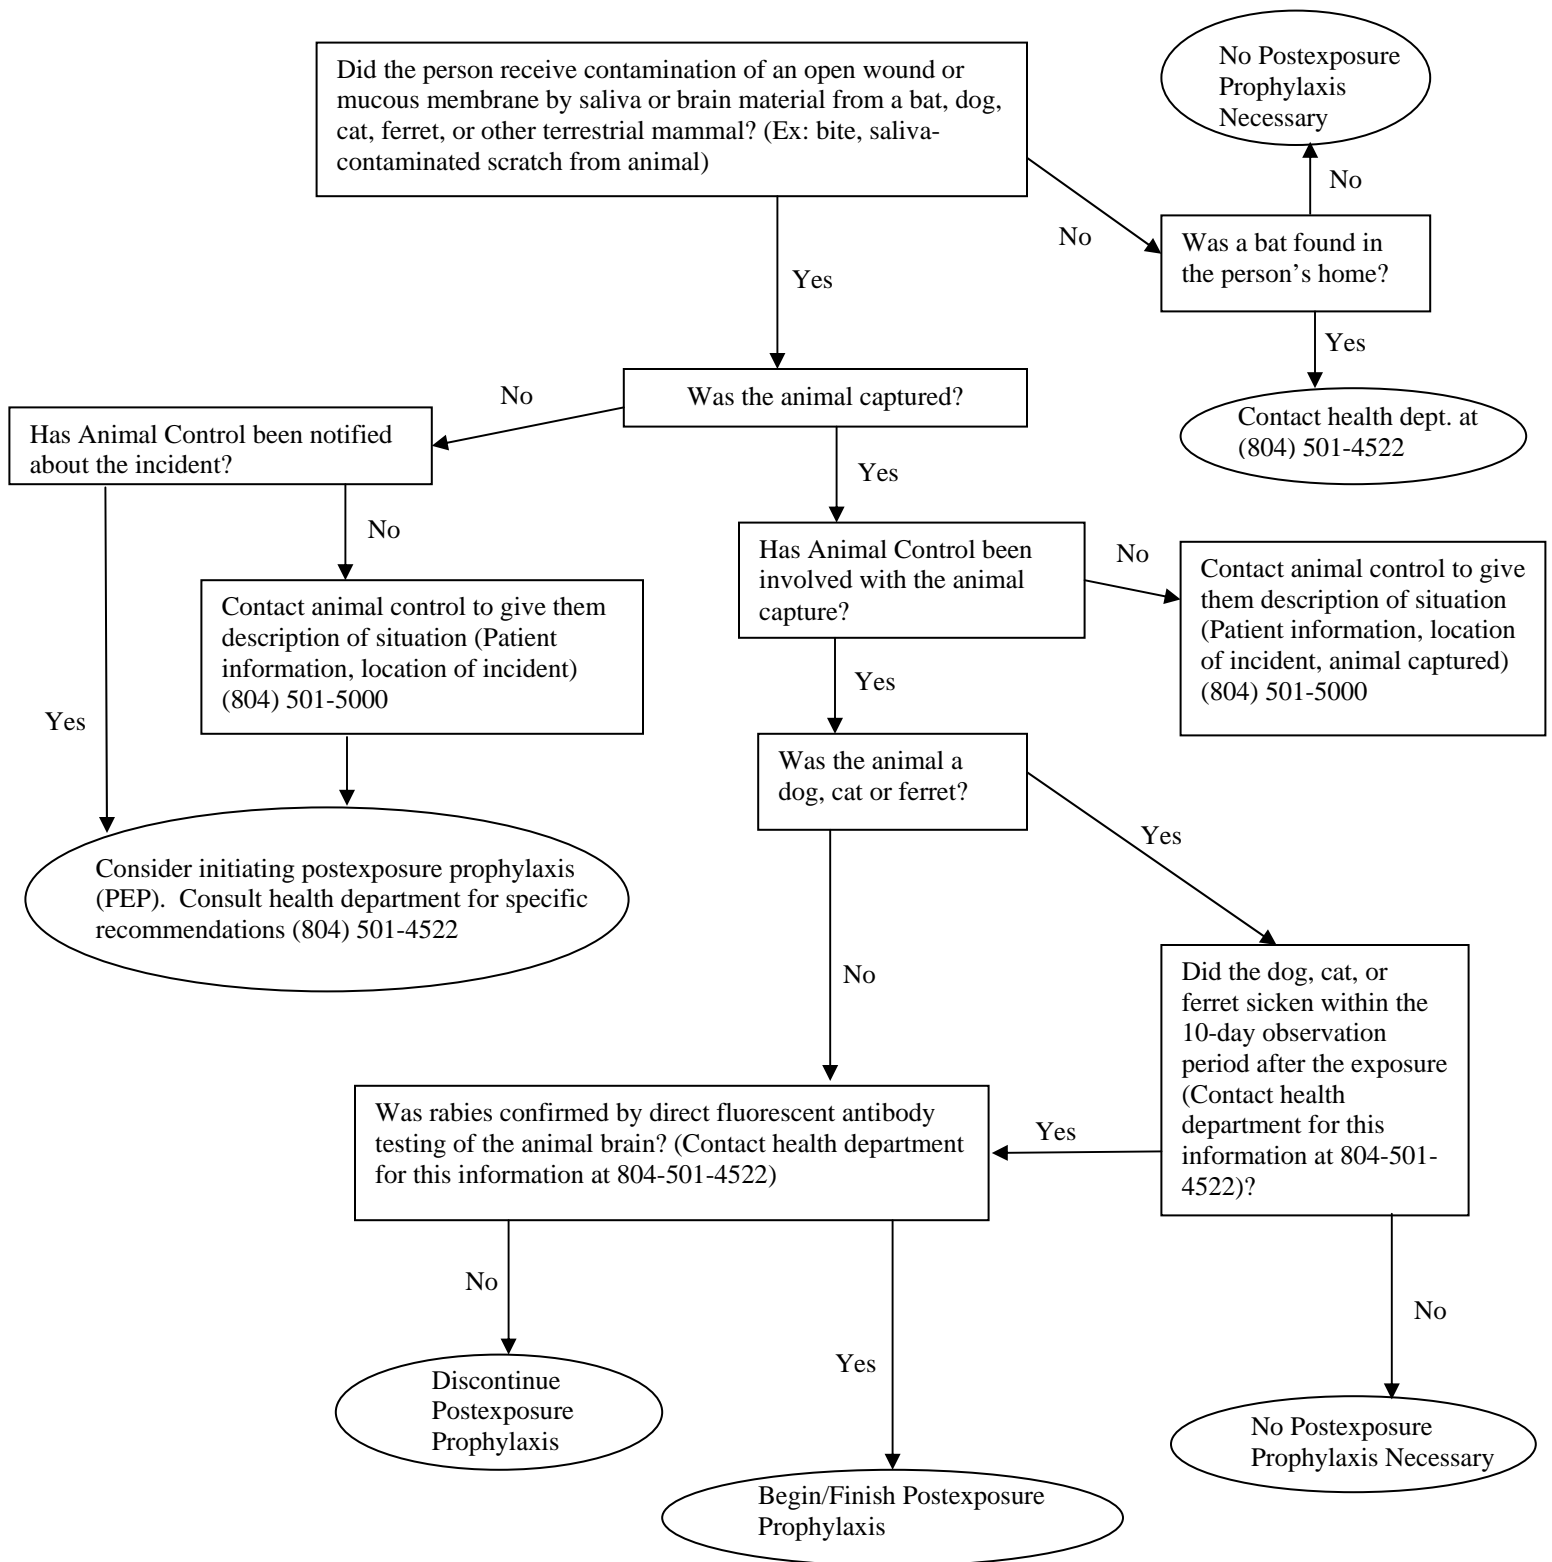 Did the person receive contamination of an open wound or
mucous membrane by saliva or brain material from a bat, dog,
cat, ferret, or other terrestrial mammal? (Ex: bite, saliva-
contaminated scratch from animal)
No Postexposure
Prophylaxis
Necessary
No
No
Was a bat found in
the person’s home?
Yes
Yes
Contact health dept. at
(804) 501-4522
Was the animal captured?
No
Has Animal Control been notified
about the incident?
Yes
No
Has Animal Control been
involved with the animal
capture?
No
Contact animal control to give
them description of situation
(Patient information, location
of incident, animal captured)
(804) 501-5000
Contact animal control to give them
description of situation (Patient
information, location of incident)
(804) 501-5000
Yes
Yes
Was the animal a
dog, cat or ferret?
Yes
Consider initiating postexposure prophylaxis
(PEP).  Consult health department for specific
recommendations (804) 501-4522
No
Did the dog, cat, or
ferret sicken within the
10-day observation
period after the exposure
(Contact health
department for this
information at 804-501-
4522)?
Was rabies confirmed by direct fluorescent antibody
testing of the animal brain? (Contact health department
for this information at 804-501-4522)
Yes
No
Yes
No
Discontinue
Postexposure
Prophylaxis
No Postexposure
Prophylaxis Necessary
Begin/Finish Postexposure
Prophylaxis